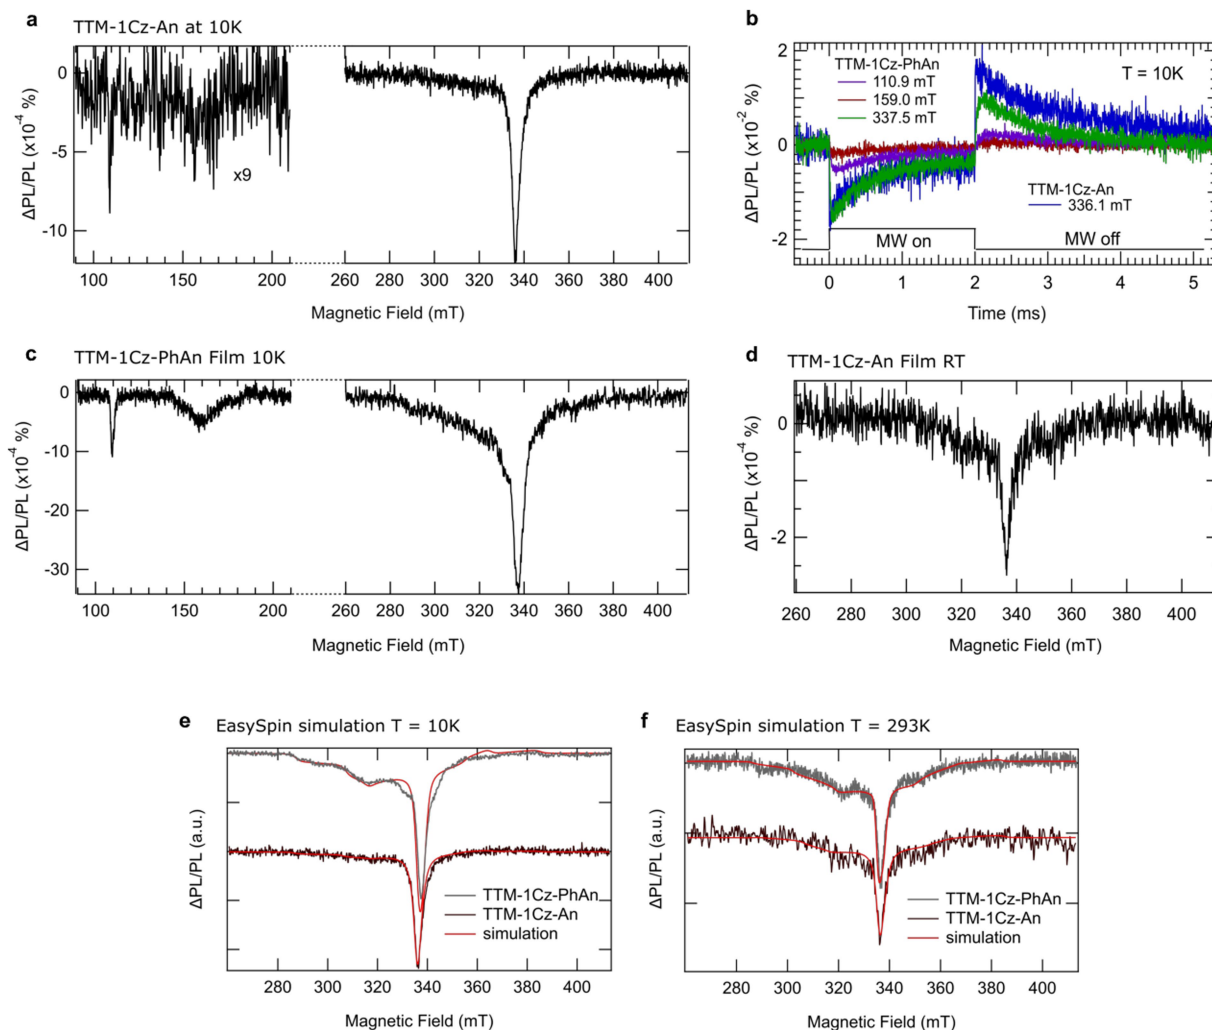 a
TTM-1Cz-An at 10K
0
-5
-10
ΔPL/PL (x10⁻⁴ %)
x9
100 120 140 160 180 200 260 280 300 320 340 360 380 400
Magnetic Field (mT)
b
2
0
-2
ΔPL/PL (x10⁻² %)
TTM-1Cz-PhAn
110.9 mT
159.0 mT
337.5 mT
T = 10K
TTM-1Cz-An
336.1 mT
MW on
MW off
0 1 2 3 4 5
Time (ms)
c
TTM-1Cz-PhAn Film 10K
0
-10
-20
-30
ΔPL/PL (x10⁻⁴ %)
100 120 140 160 180 200 260 280 300 320 340 360 380 400
Magnetic Field (mT)
d
TTM-1Cz-An Film RT
0
-2
ΔPL/PL (x10⁻⁴ %)
260 280 300 320 340 360 380 400
Magnetic Field (mT)
e
EasySpin simulation T = 10K
ΔPL/PL (a.u.)
TTM-1Cz-PhAn
TTM-1Cz-An
simulation
280 300 320 340 360 380 400
Magnetic Field (mT)
f
EasySpin simulation T = 293K
ΔPL/PL (a.u.)
TTM-1Cz-PhAn
TTM-1Cz-An
simulation
280 300 320 340 360 380 400
Magnetic Field (mT)